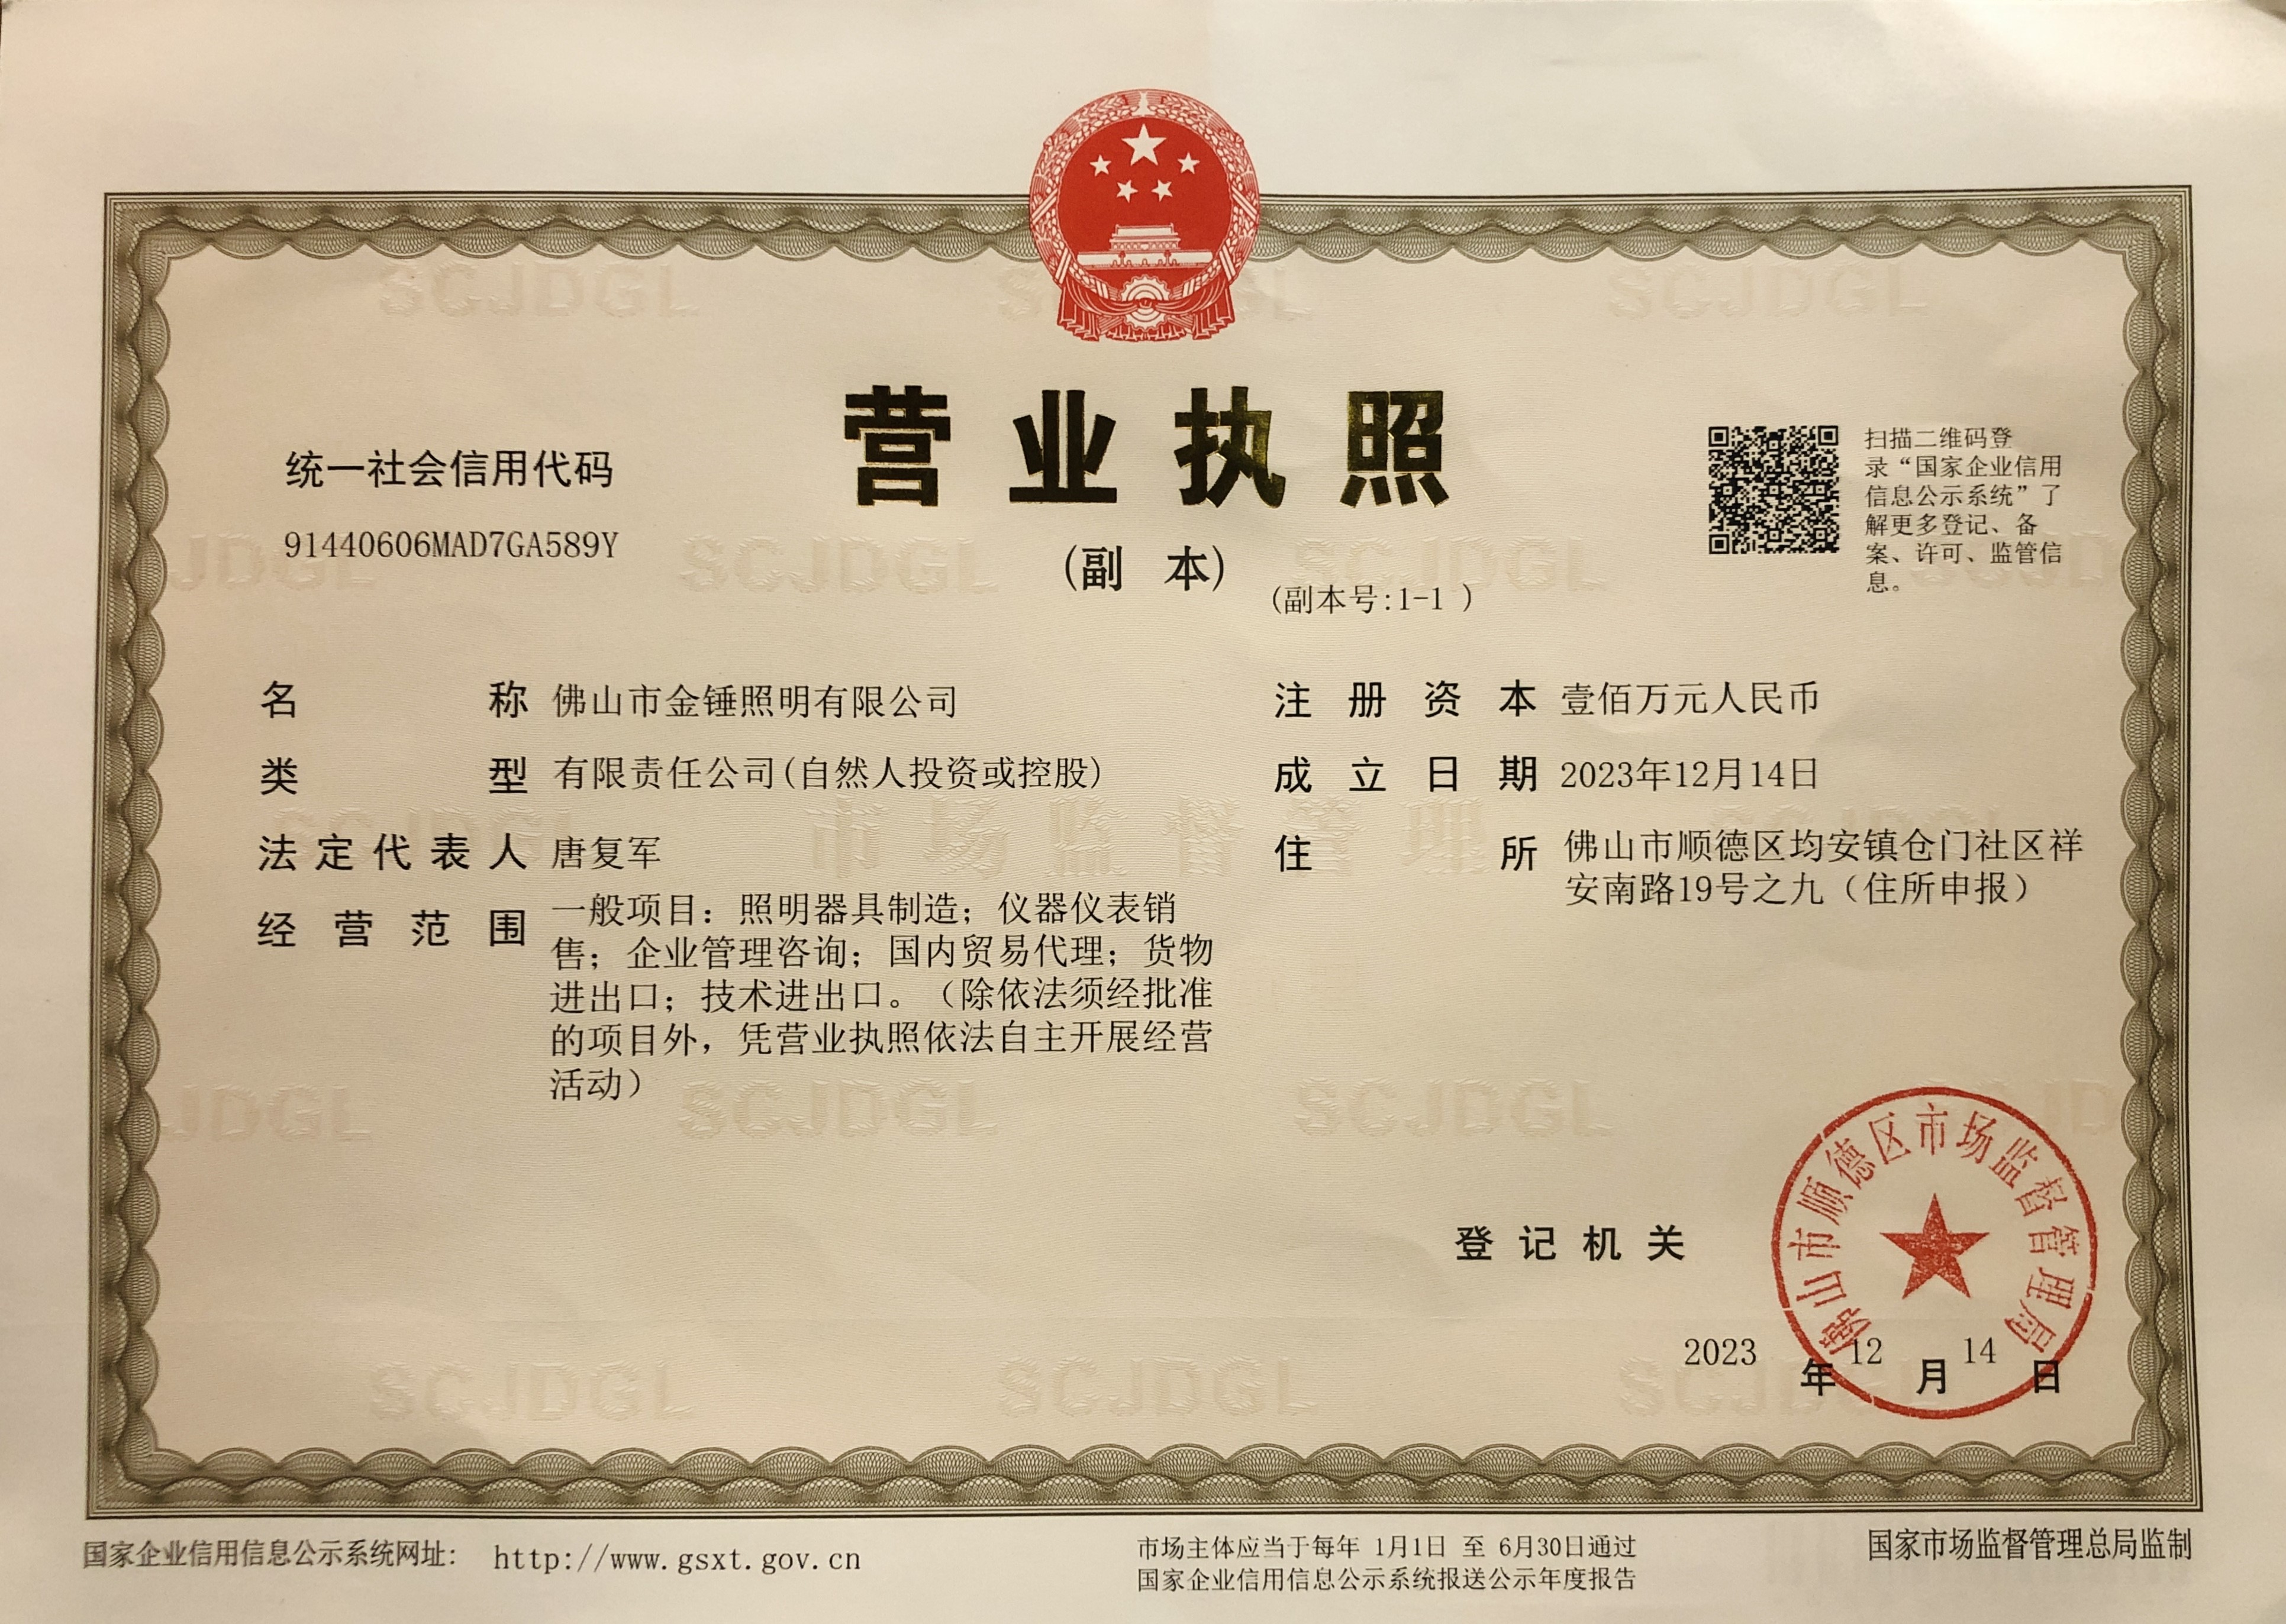 营业执照
(副 本)
(副本号:1-1 )
统一社会信用代码
91440606MAD7GA589Y
扫描二维码登
录“国家企业信用
信息公示系统”了
解更多登记、备
案、许可、监管信
息。
名 称 佛山市金锤照明有限公司
类 型 有限责任公司(自然人投资或控股)
法定代表人 唐复军
经 营 范 围 一般项目：照明器具制造；仪器仪表销
售；企业管理咨询；国内贸易代理；货物
进出口；技术进出口。（除依法须经批准
的项目外，凭营业执照依法自主开展经营
活动）
注 册 资 本 壹佰万元人民币
成 立 日 期 2023年12月14日
住 所 佛山市顺德区均安镇仓门社区祥
安南路19号之九（住所申报）
SCJDGL
市场监督管理
登 记 机 关
佛山市顺德区市场监督管理局
2023 年 12 月 14 日
国家企业信用信息公示系统网址： http://www.gsxt.gov.cn
市场主体应当于每年 1月1日 至 6月30日通过
国家企业信用信息公示系统报送公示年度报告
国家市场监督管理总局监制